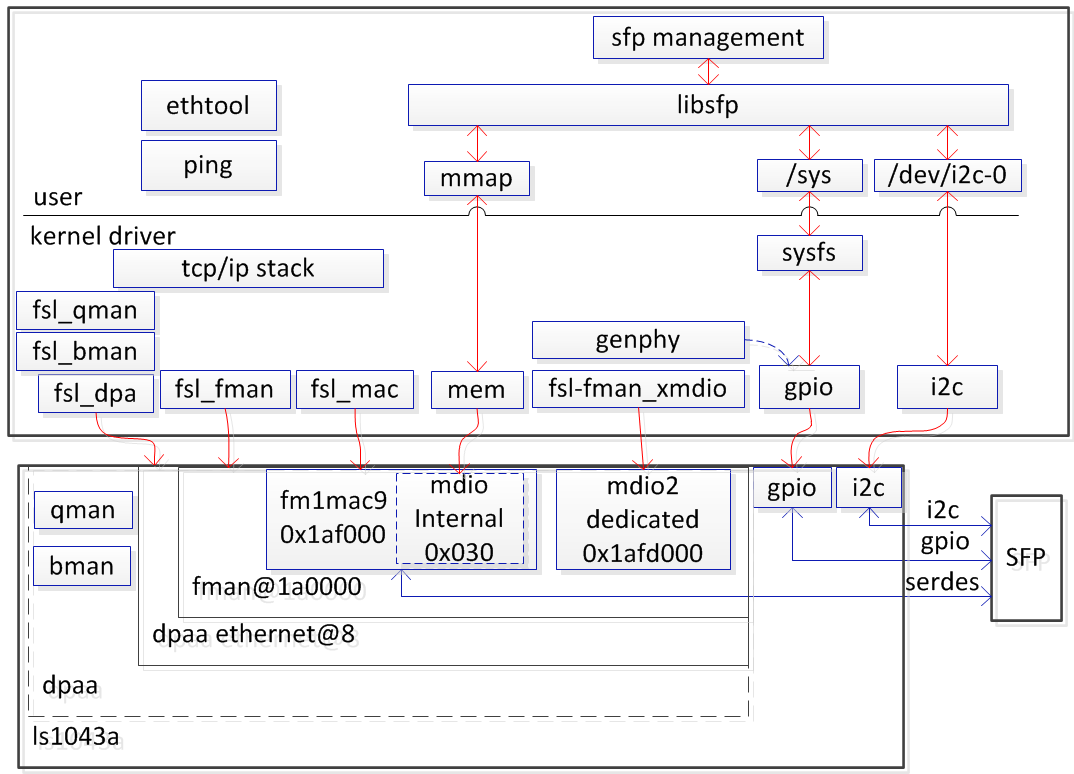 sfp management
libsfp
ethtool
ping
mmap
/sys
/dev/i2c-0
user
kernel driver
tcp/ip stack
sysfs
fsl_qman
fsl_bman
genphy
fsl_dpa
fsl_fman
fsl_mac
mem
fsl-fman_xmdio
gpio
i2c
qman
bman
fm1mac9
0x1af000
mdio
Internal
0x030
mdio2
dedicated
0x1afd000
gpio
i2c
i2c
gpio
serdes
SFP
fman@1a0000
dpaa ethernet@8
dpaa
ls1043a